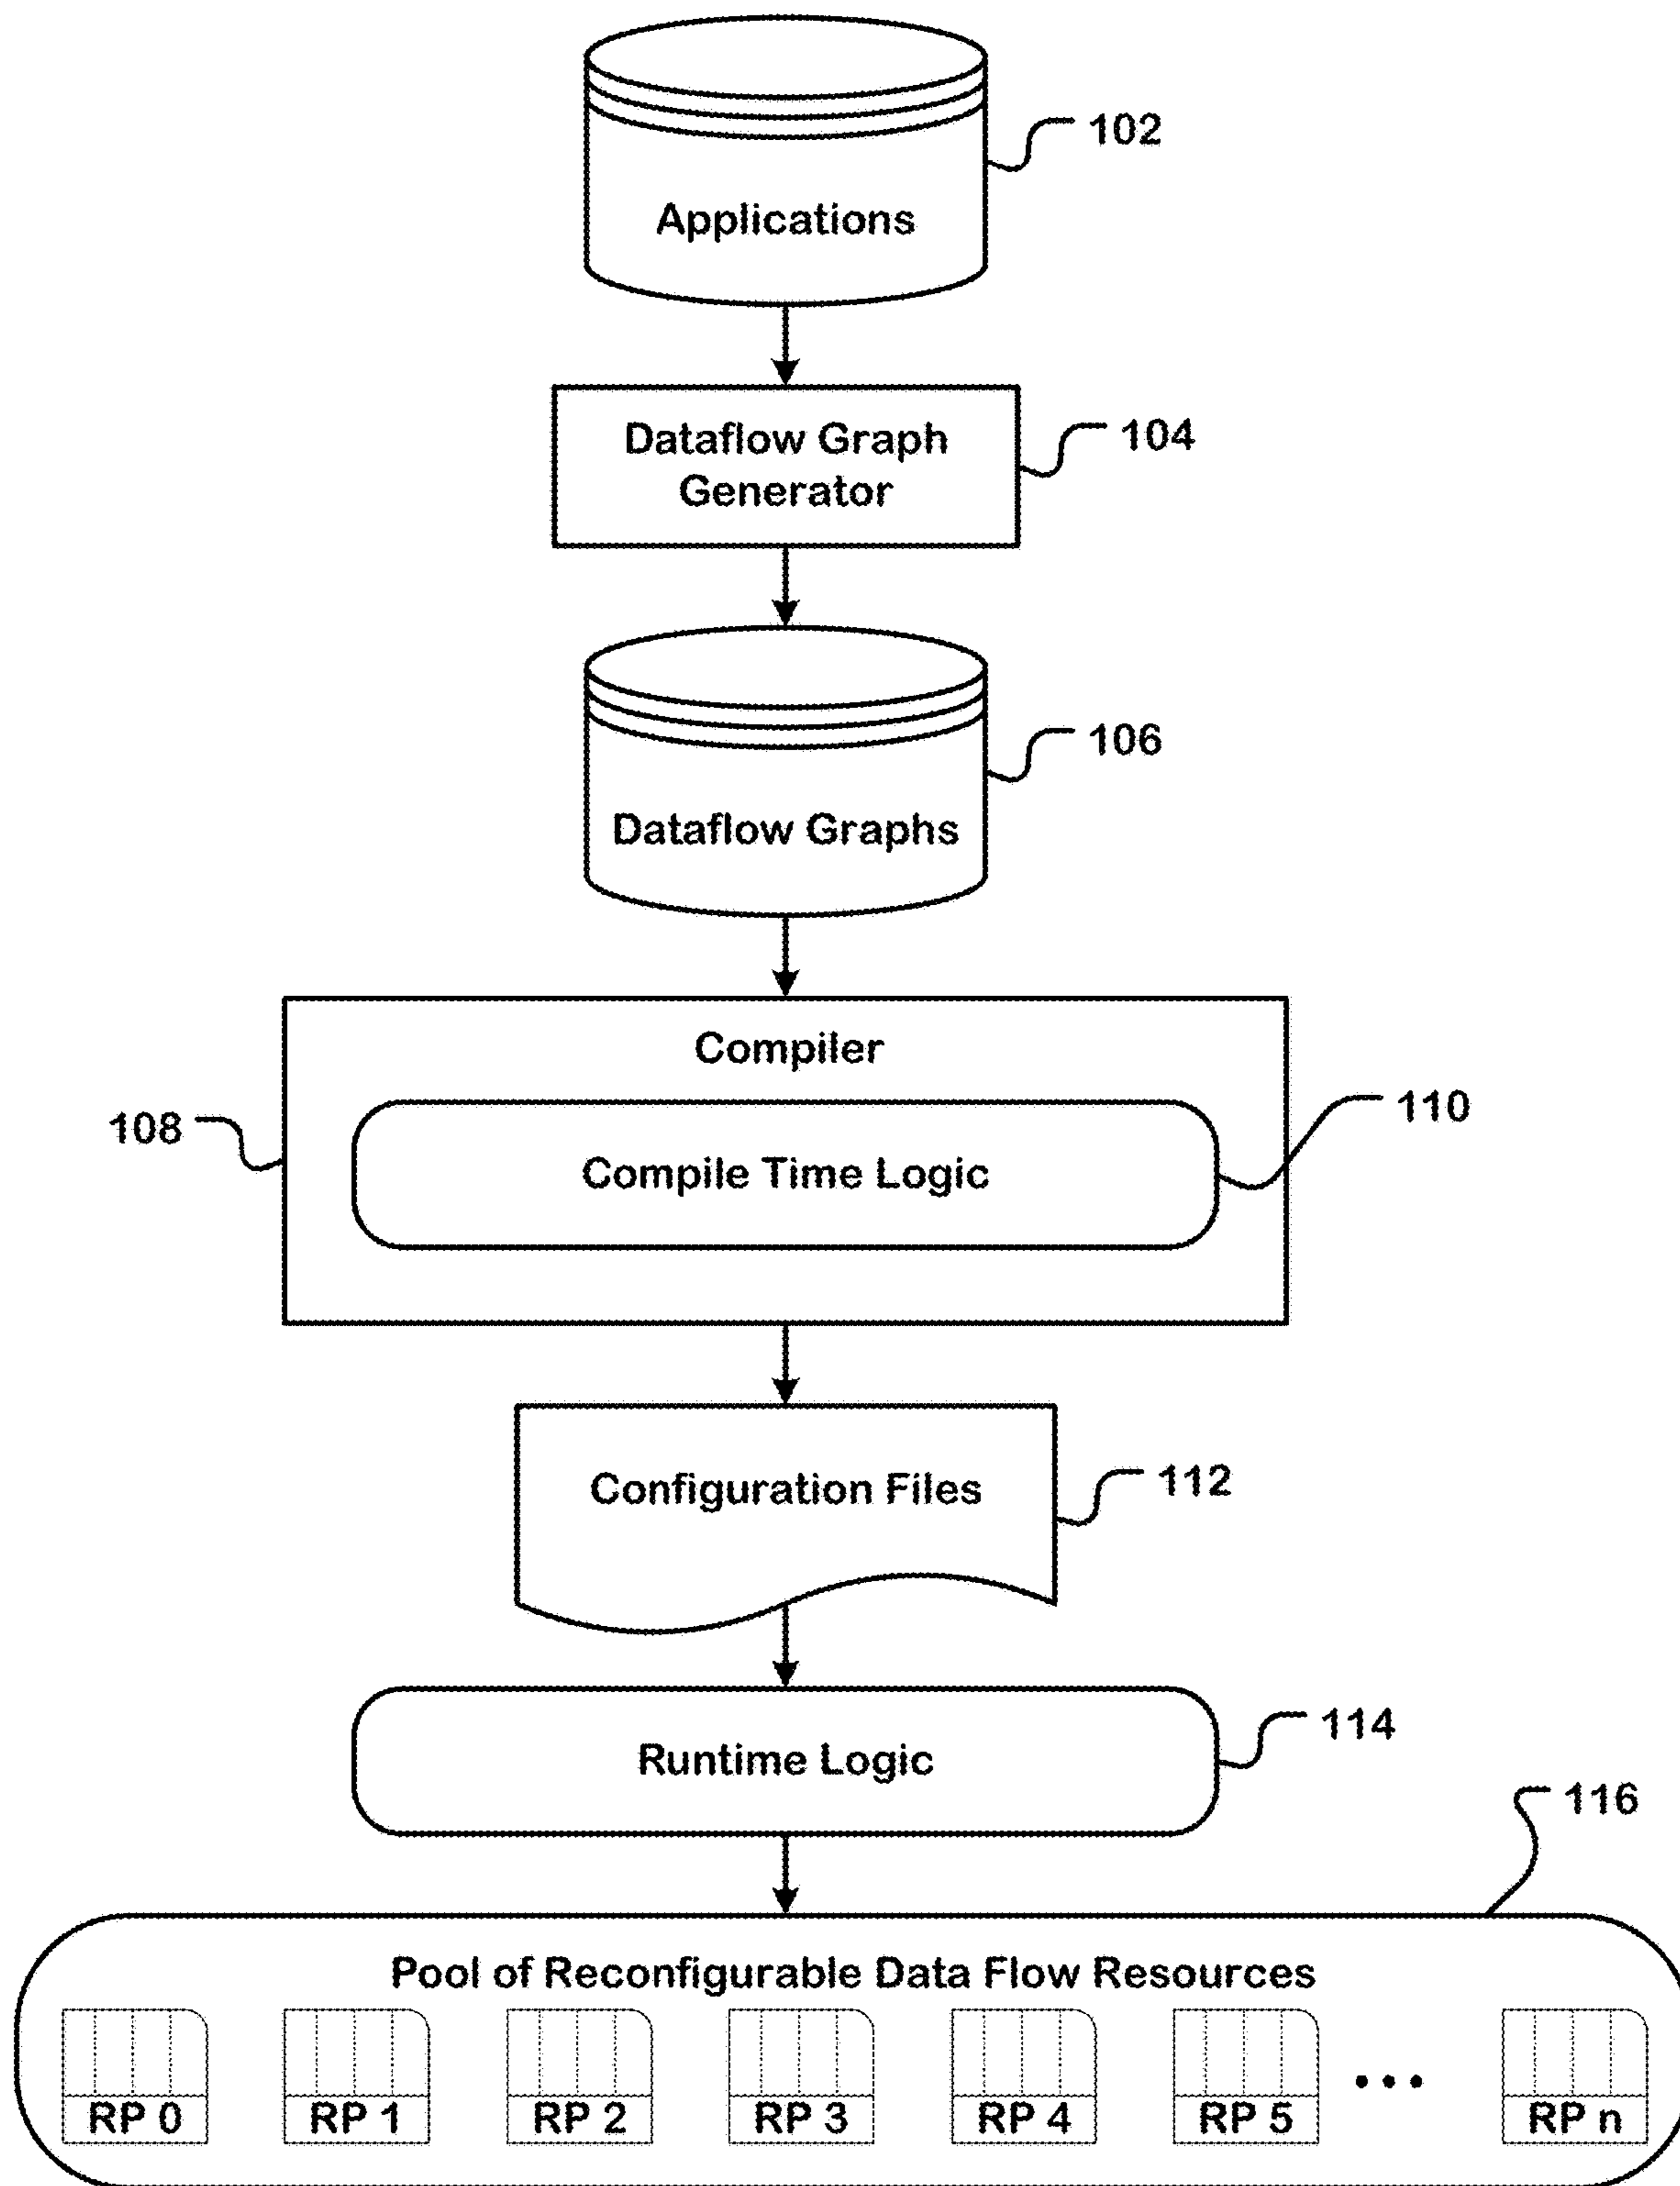 102
Applications
Dataflow Graph
Generator
104
106
Dataflow Graphs
Compiler
108
110
Compile Time Logic
Configuration Files
112
Runtime Logic
114
116
Pool of Reconfigurable Data Flow Resources
RP 0 RP 1 RP 2 RP 3 RP 4 RP 5 ... RP n